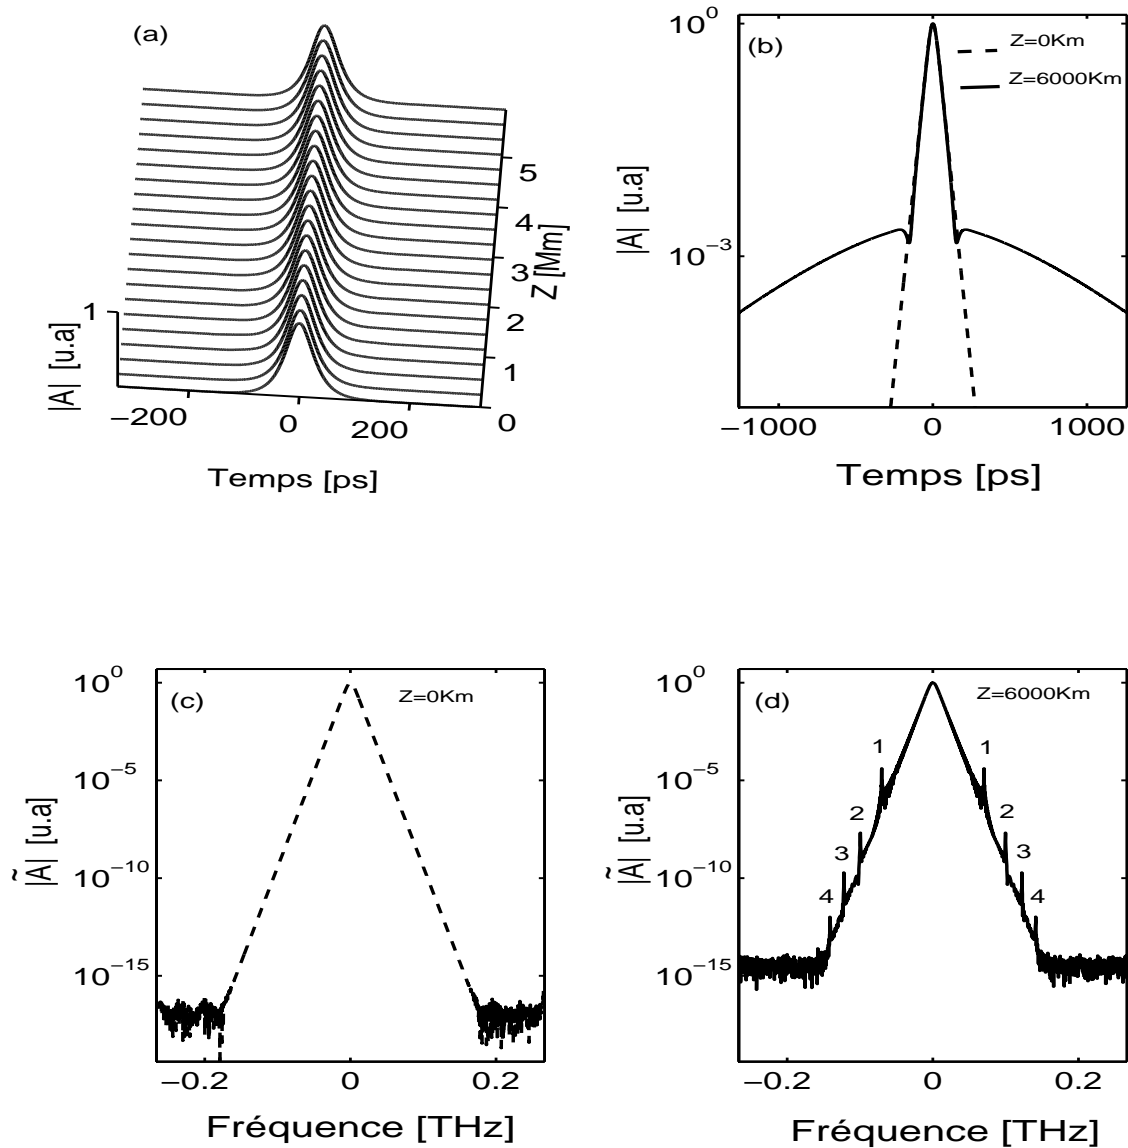 (a)
5
4
3
2
1
0
Z [Mm]
1
|A| [u.a]
−200
0
200
Temps [ps]
(b)
Z=0Km
Z=6000Km
10^0
10^−3
|A| [u.a]
−1000
0
1000
Temps [ps]
(c)
Z=0Km
10^0
10^−5
10^−10
10^−15
|Ã| [u.a]
−0.2
0
0.2
Fréquence [THz]
(d)
Z=6000Km
1
1
2
2
3
3
4
4
10^0
10^−5
10^−10
10^−15
|Ã| [u.a]
−0.2
0
0.2
Fréquence [THz]